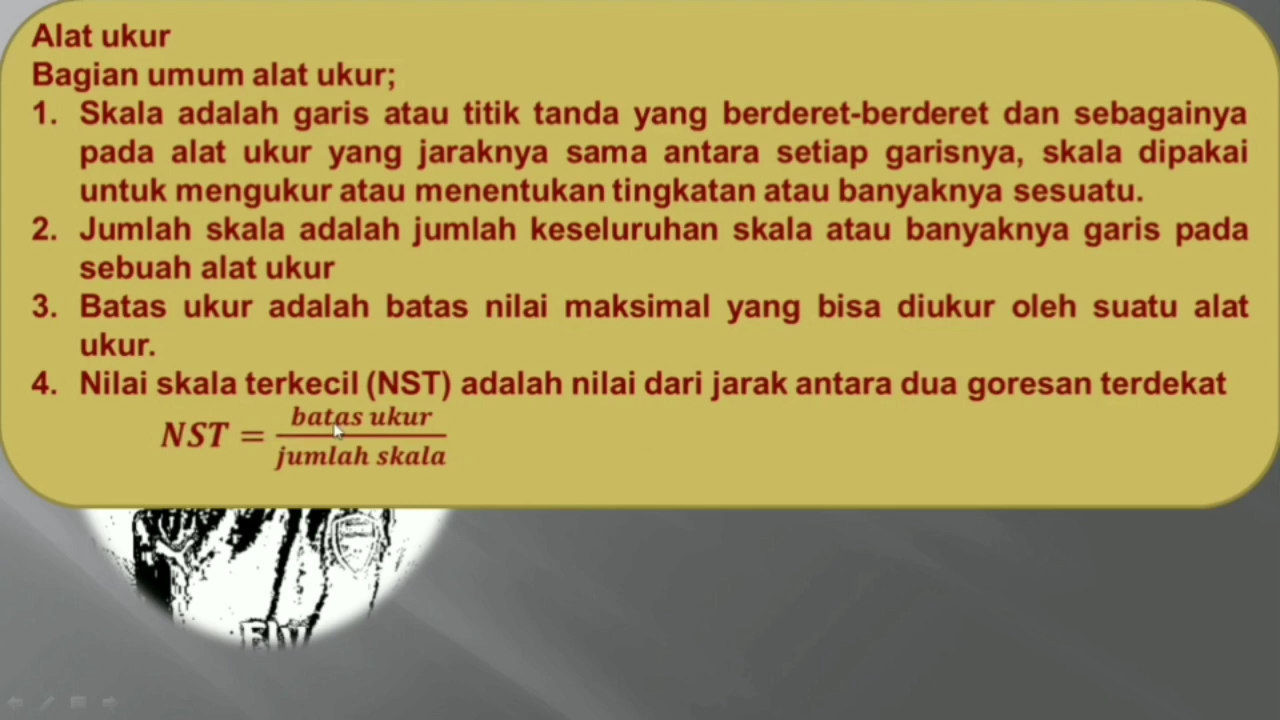 Alat ukur
Bagian umum alat ukur;
1. Skala adalah garis atau titik tanda yang berderet-berderet dan sebagainya
pada alat ukur yang jaraknya sama antara setiap garisnya, skala dipakai
untuk mengukur atau menentukan tingkatan atau banyaknya sesuatu.
2. Jumlah skala adalah jumlah keseluruhan skala atau banyaknya garis pada
sebuah alat ukur
3. Batas ukur adalah batas nilai maksimal yang bisa diukur oleh suatu alat
ukur.
4. Nilai skala terkecil (NST) adalah nilai dari jarak antara dua goresan terdekat
NST = batas ukur / jumlah skala